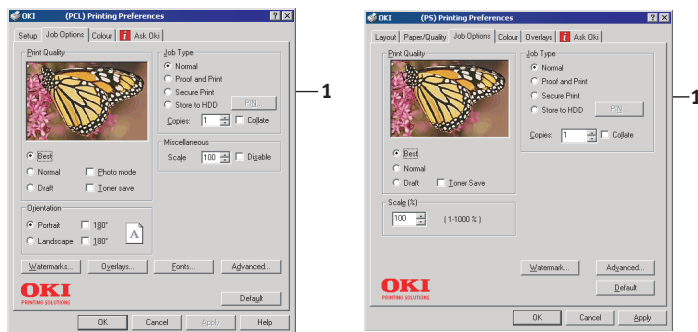 OKI (PCL) Printing Preferences
Setup Job Options Colour Ask Oki
Print Quality
Best
Normal Photo mode
Draft Toner save
Orientation
Portrait 180°
Landscape 180°
A
Job Type
Normal
Proof and Print
Secure Print
Store to HDD PIN...
Copies: 1 Collate
Miscellaneous
Scale 100 Disable
Watermarks... Overlays... Fonts... Advanced...
OKI
PRINTING SOLUTIONS
Default
OK Cancel Apply Help
1
OKI (PS) Printing Preferences
Layout Paper/Quality Job Options Colour Overlays Ask Oki
Print Quality
Best
Normal
Draft Toner Save
Scale (%)
100 (1-1000 %)
Job Type
Normal
Proof and Print
Secure Print
Store to HDD PIN...
Copies: 1 Collate
Watermark... Advanced...
OKI
PRINTING SOLUTIONS
Default
OK Cancel Apply
1